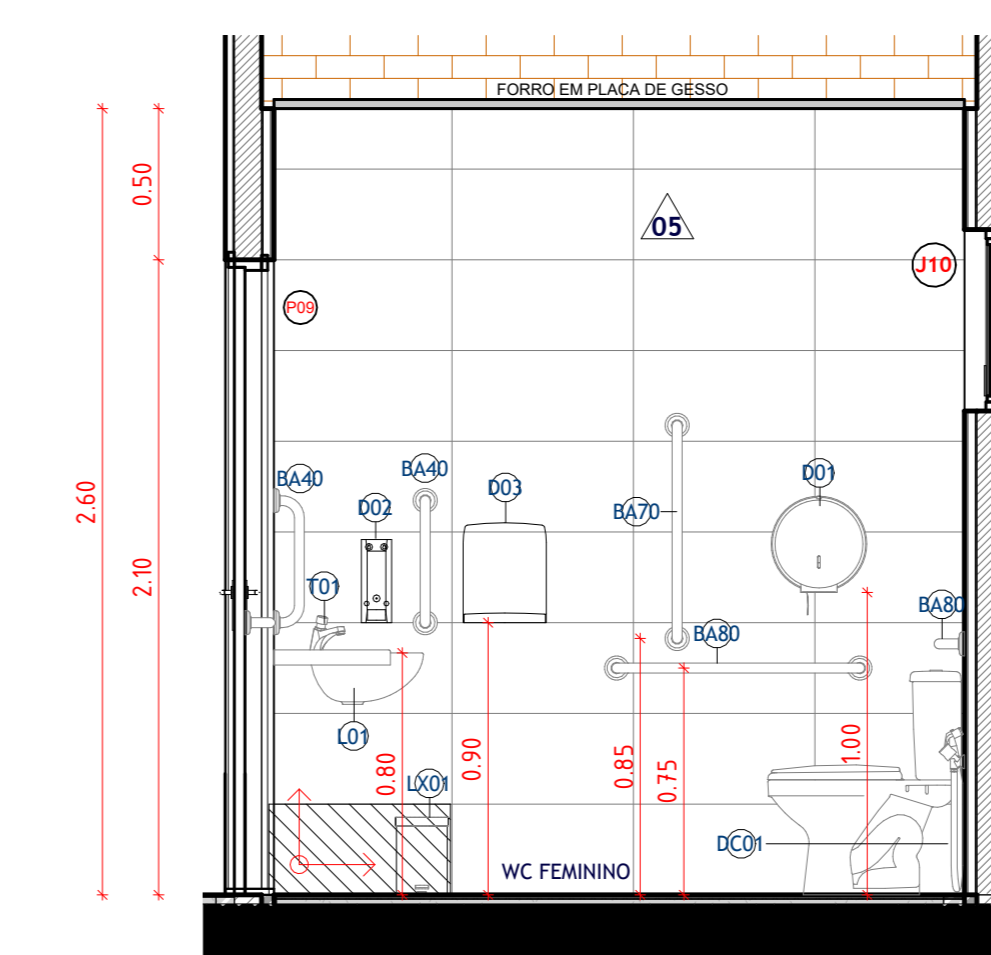 FORRO EM PLACA DE GESSO
0.50
05
J10
P09
2.60
BA40
BA40
D02
D03
BA70
D01
2.10
T01
BA80
BA80
L01
0.80
0.90
0.85
0.75
1.00
LX01
DC01
WC FEMININO